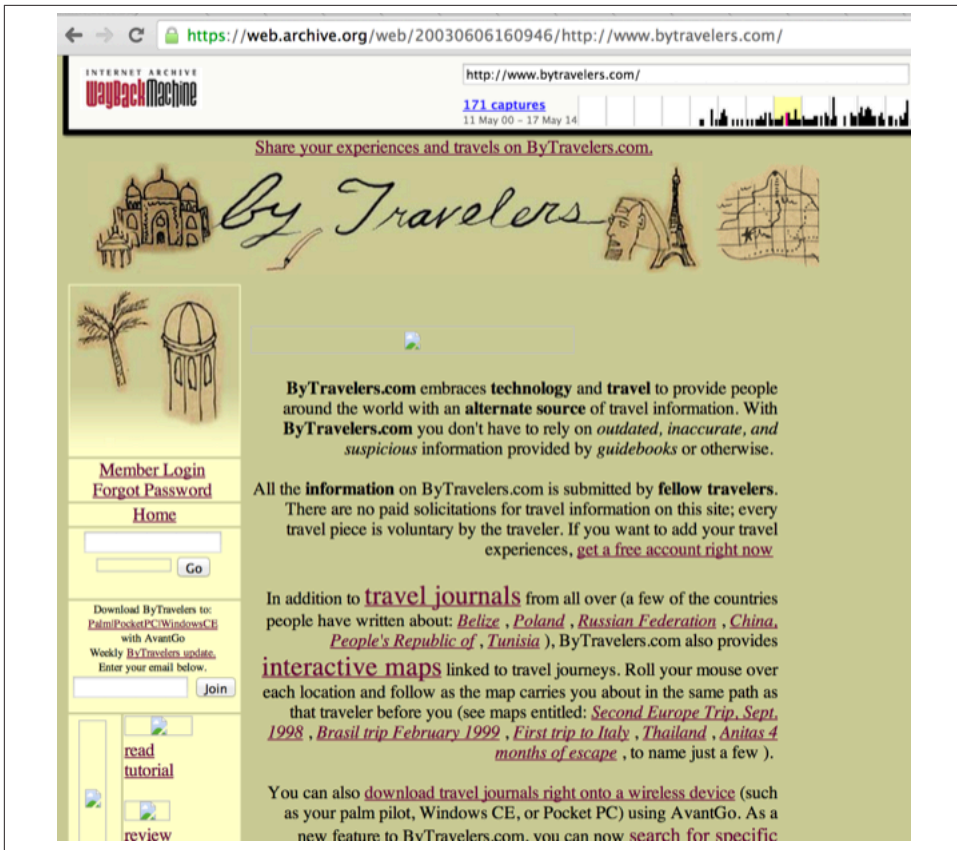 https://web.archive.org/web/20030606160946/http://www.bytravelers.com/
INTERNET ARCHIVE
WayBackMachine
http://www.bytravelers.com/
171 captures
11 May 00 - 17 May 14
Share your experiences and travels on ByTravelers.com.
by Travelers
Member Login
Forgot Password
Home
Go
Download ByTravelers to:
Palm|PocketPC|WindowsCE
with AvantGo
Weekly ByTravelers update.
Enter your email below.
Join
read
tutorial
review
ByTravelers.com embraces technology and travel to provide people
around the world with an alternate source of travel information. With
ByTravelers.com you don't have to rely on outdated, inaccurate, and
suspicious information provided by guidebooks or otherwise.
All the information on ByTravelers.com is submitted by fellow travelers.
There are no paid solicitations for travel information on this site; every
travel piece is voluntary by the traveler. If you want to add your travel
experiences, get a free account right now
In addition to travel journals from all over (a few of the countries
people have written about: Belize , Poland , Russian Federation , China,
People's Republic of , Tunisia ), ByTravelers.com also provides
interactive maps linked to travel journeys. Roll your mouse over
each location and follow as the map carries you about in the same path as
that traveler before you (see maps entitled: Second Europe Trip, Sept.
1998 , Brasil trip February 1999 , First trip to Italy , Thailand , Anitas 4
months of escape , to name just a few ).
You can also download travel journals right onto a wireless device (such
as your palm pilot, Windows CE, or Pocket PC) using AvantGo. As a
new feature to ByTravelers.com, you can now search for specific